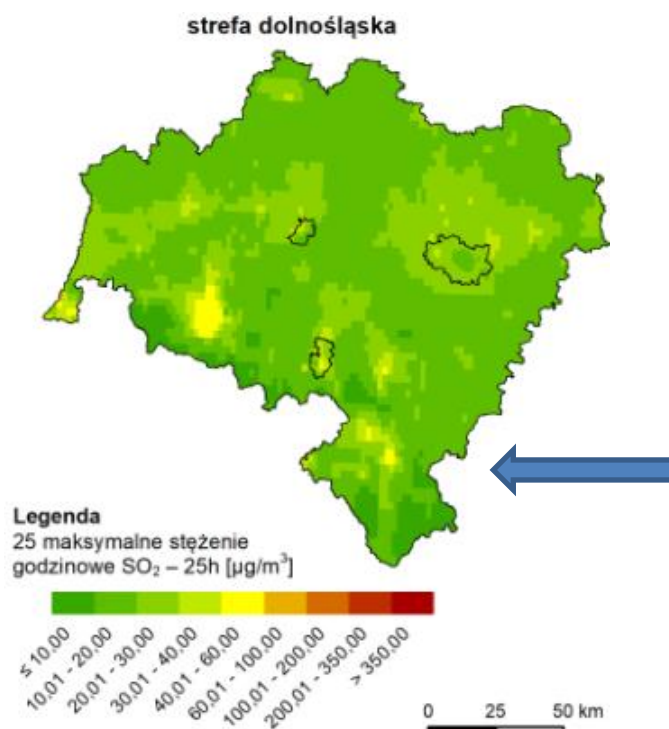 strefa dolnośląska
Legenda
25 maksymalne stężenie
godzinowe SO₂ – 25h [µg/m³]
≤ 10,00
10,01 - 20,00
20,01 - 30,00
30,01 - 40,00
40,01 - 60,00
60,01 - 100,00
100,01 - 200,00
200,01 - 350,00
> 350,00
0 25 50 km